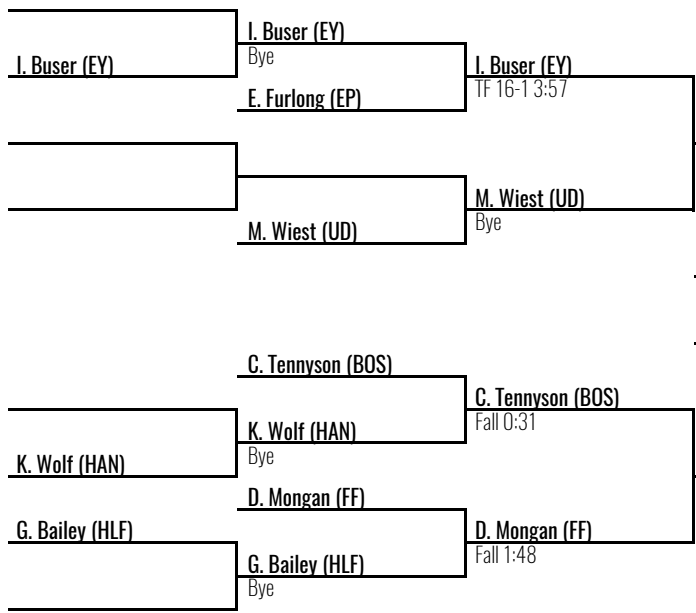 I. Buser (EY)
I. Buser (EY)
Bye
E. Furlong (EP)
I. Buser (EY)
TF 16-1 3:57
M. Wiest (UD)
M. Wiest (UD)
Bye
K. Wolf (HAN)
C. Tennyson (BOS)
K. Wolf (HAN)
Bye
C. Tennyson (BOS)
Fall 0:31
G. Bailey (HLF)
D. Mongan (FF)
G. Bailey (HLF)
Bye
D. Mongan (FF)
Fall 1:48